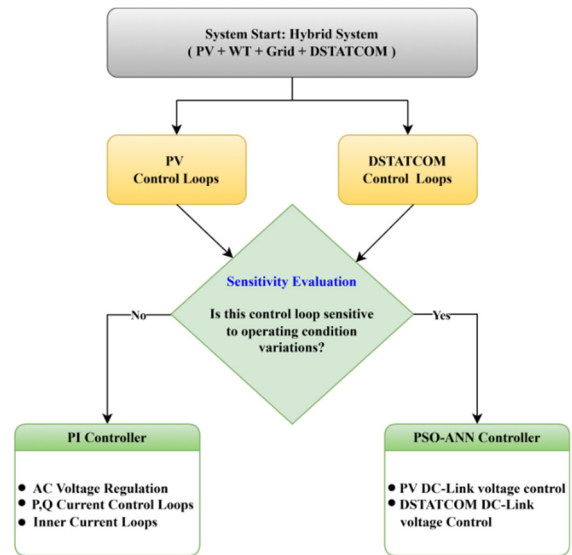 System Start: Hybrid System
( PV + WT + Grid + DSTATCOM )
PV
Control Loops
DSTATCOM
Control Loops
Sensitivity Evaluation
Is this control loop sensitive
to operating condition
variations?
No
Yes
PI Controller
● AC Voltage Regulation
● P,Q Current Control Loops
● Inner Current Loops
PSO-ANN Controller
● PV DC-Link voltage control
● DSTATCOM DC-Link
voltage Control